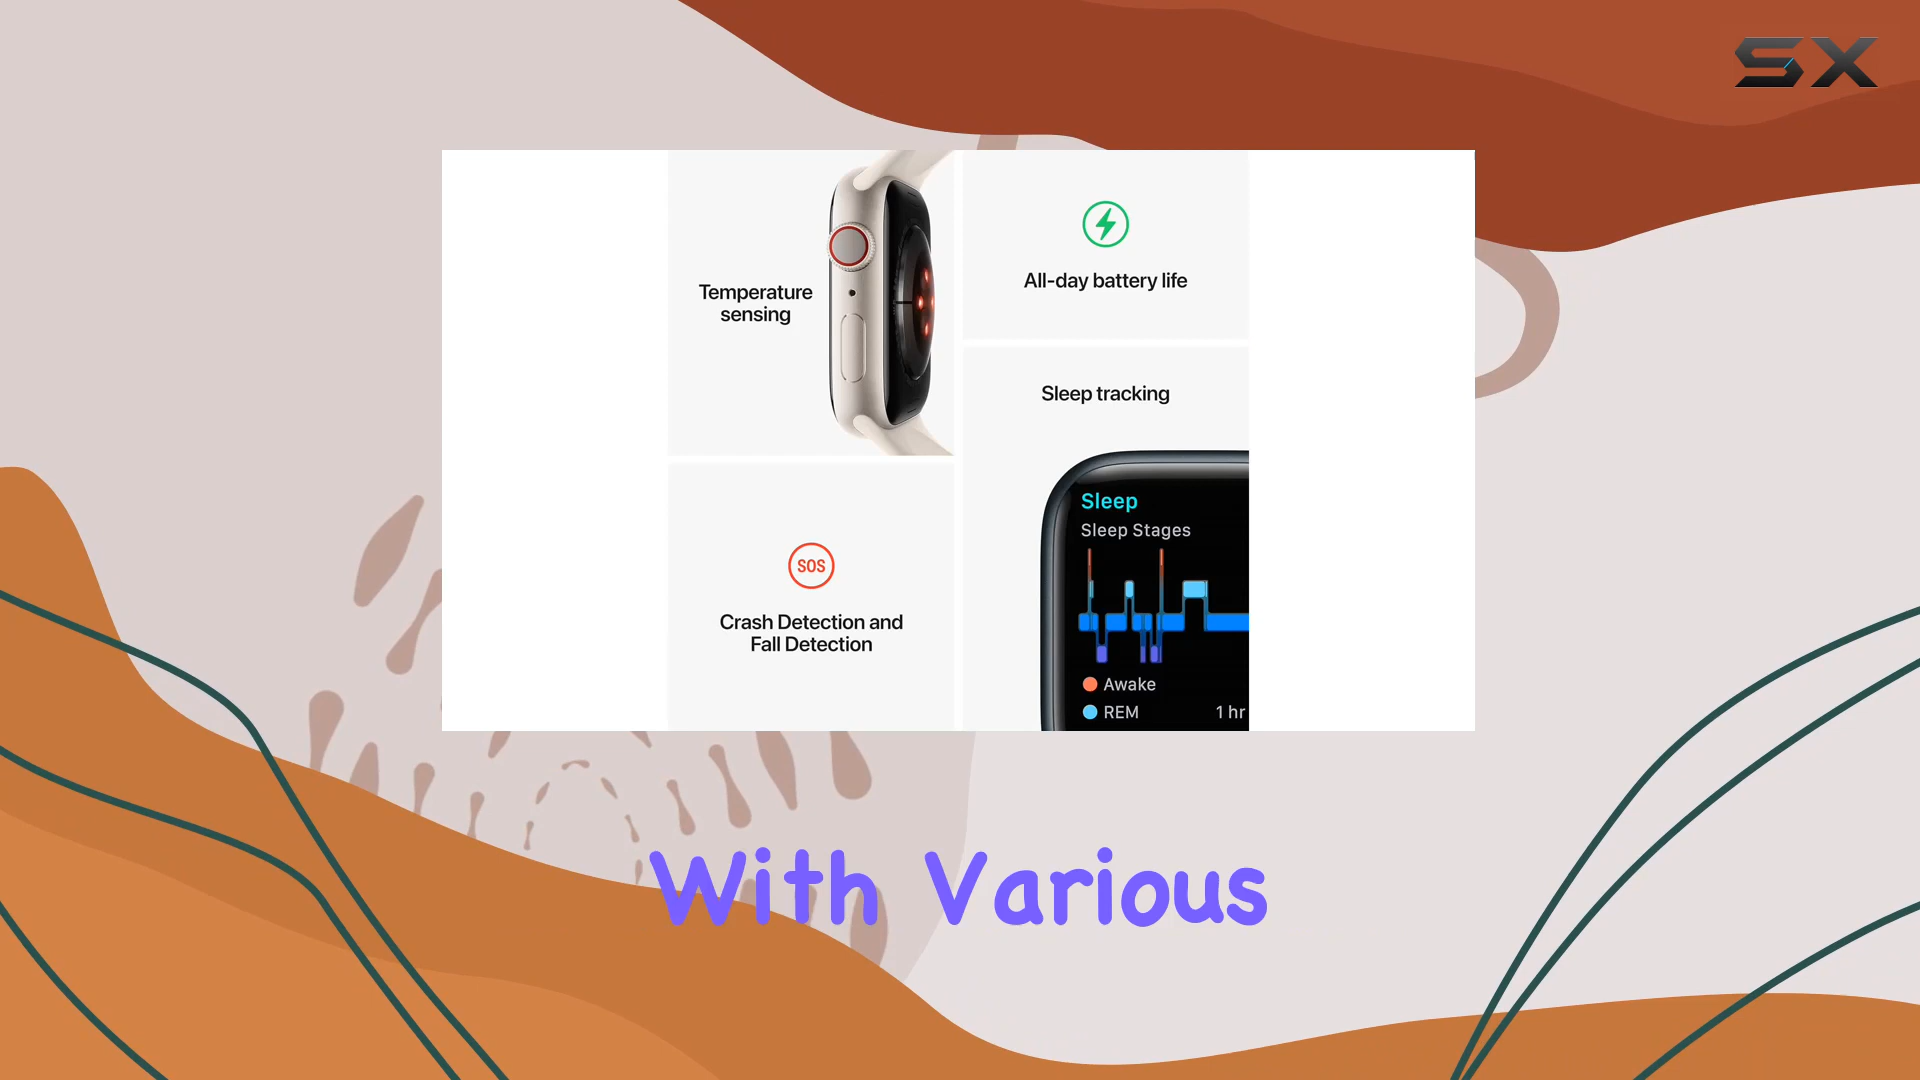 SX
Temperature
sensing
All-day battery life
Sleep tracking
Sleep
Sleep Stages
Awake
REM 1 hr
SOS
Crash Detection and
Fall Detection
With Various